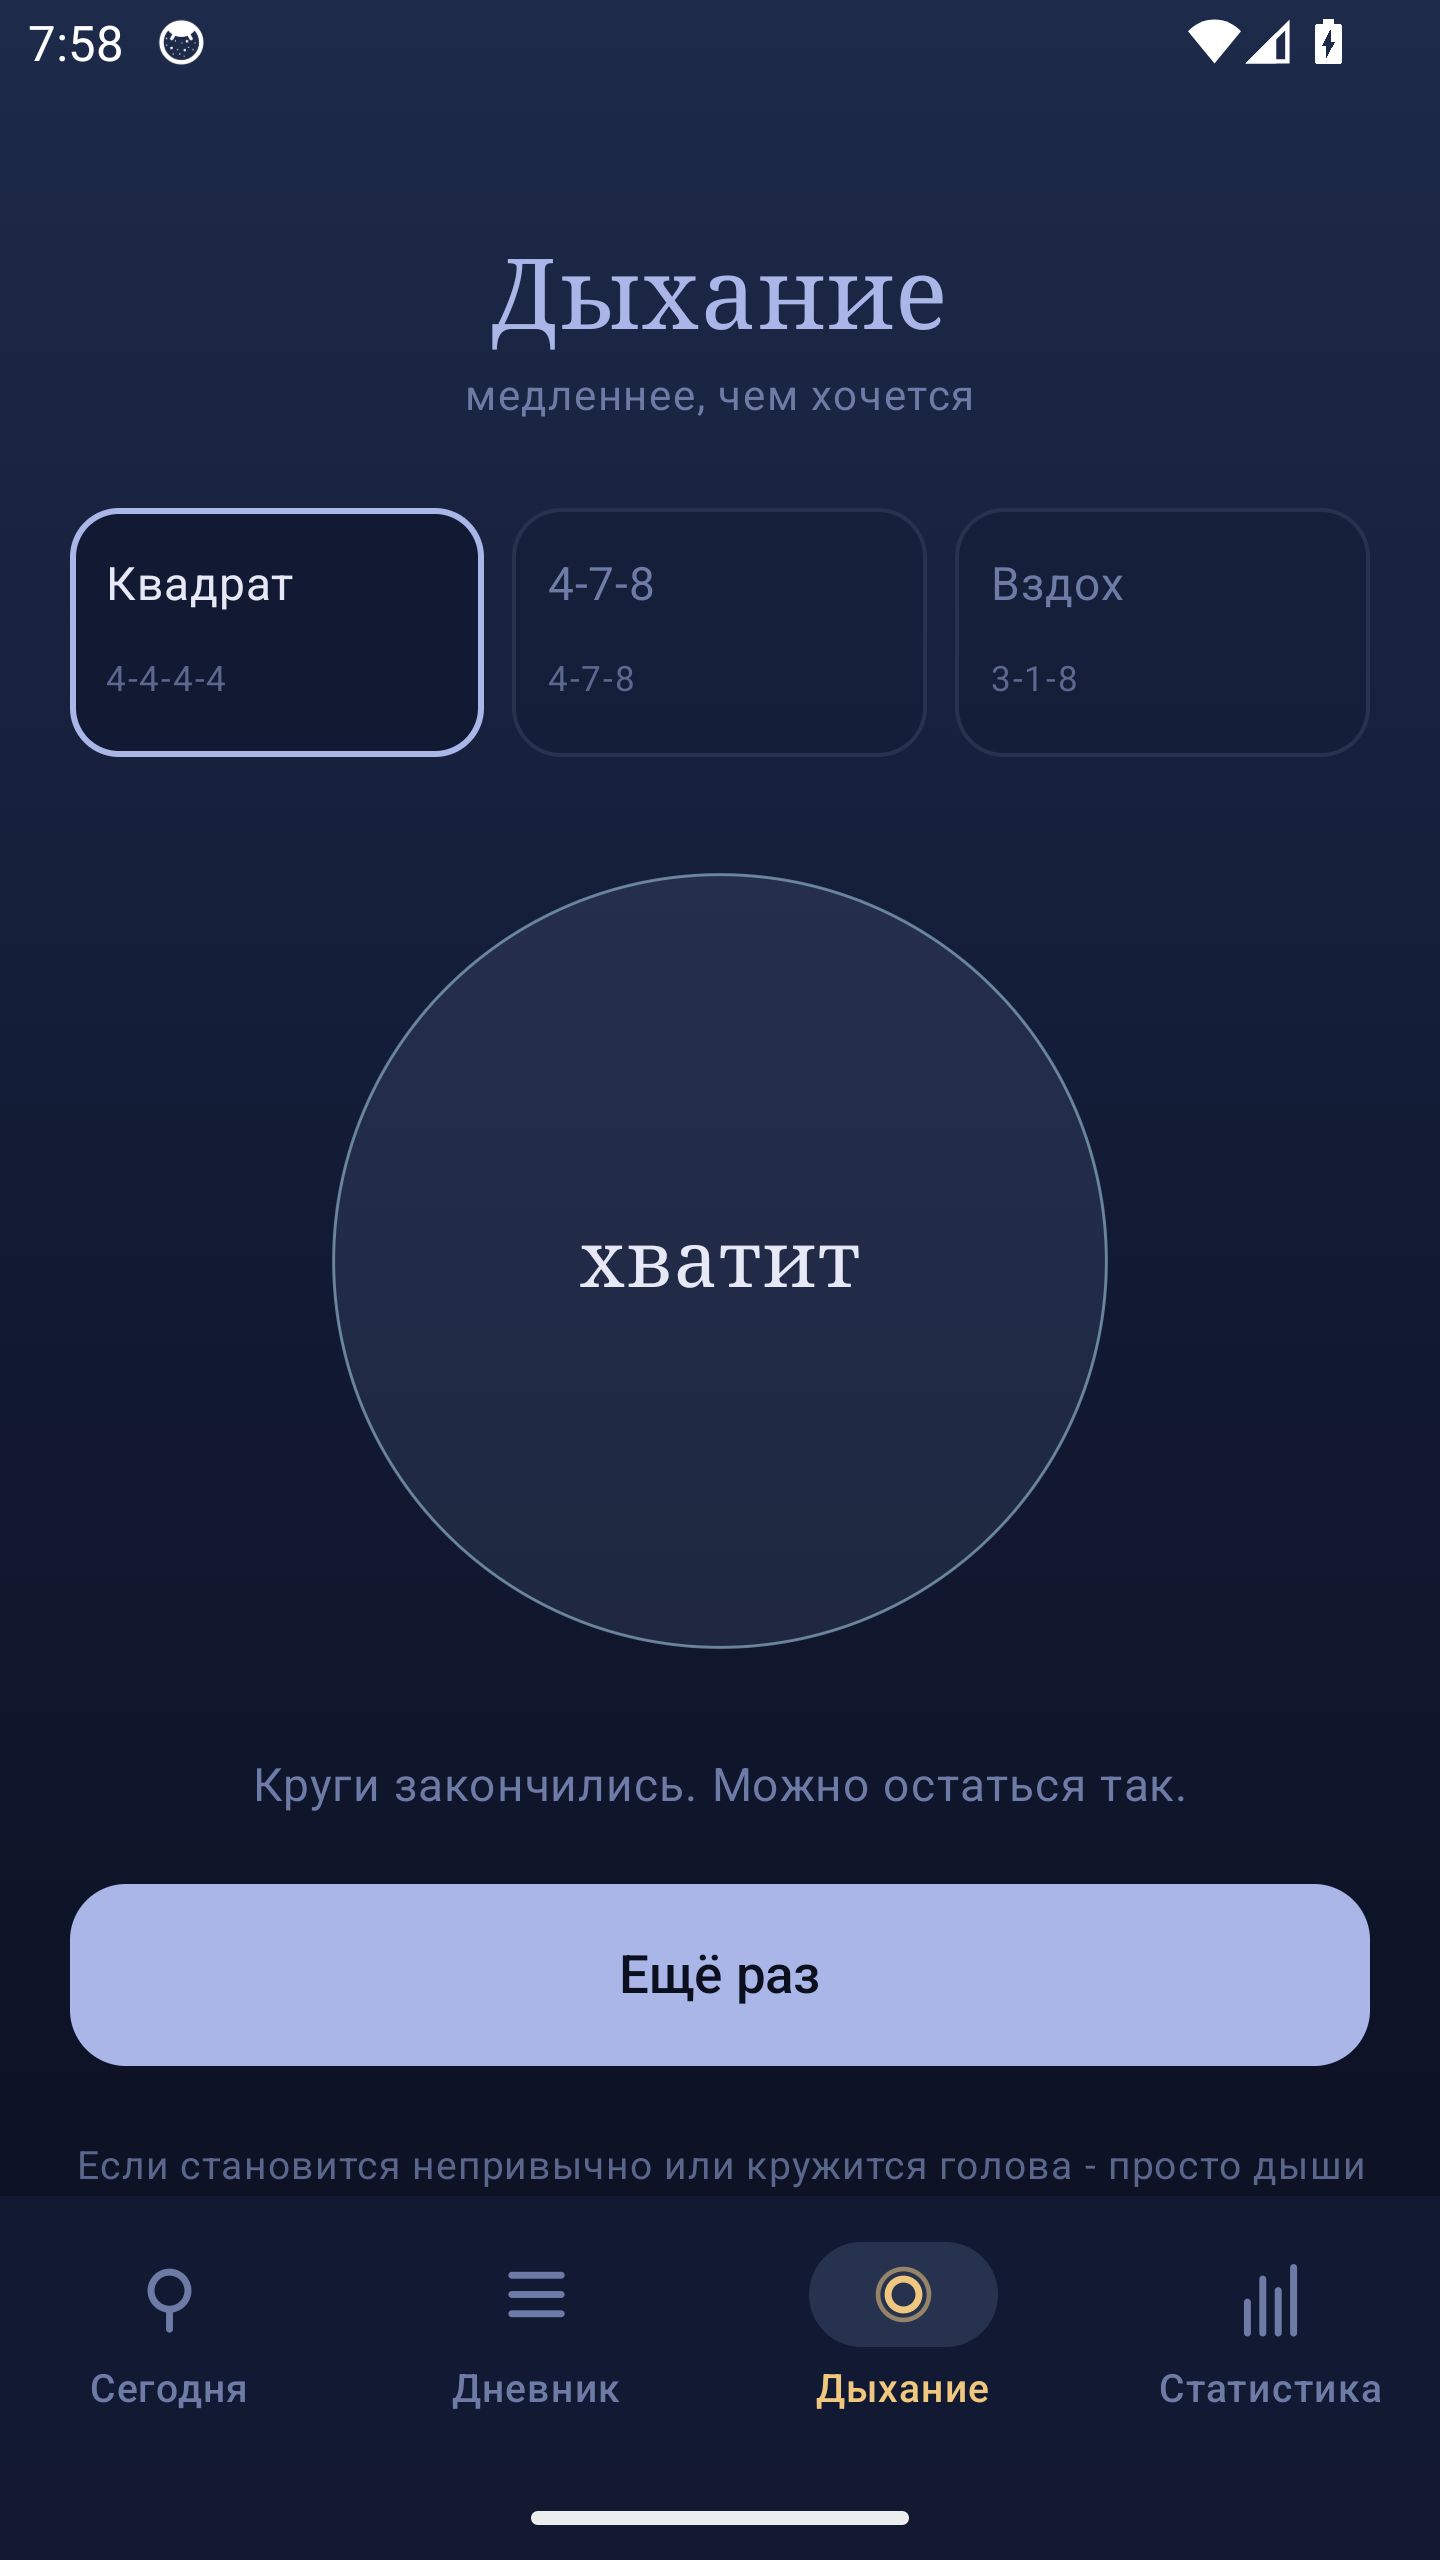 7:58
Дыхание
медленнее, чем хочется
Квадрат
4-4-4-4
4-7-8
4-7-8
Вздох
3-1-8
хватит
Круги закончились. Можно остаться так.
Ещё раз
Если становится непривычно или кружится голова - просто дыши
Сегодня
Дневник
Дыхание
Статистика